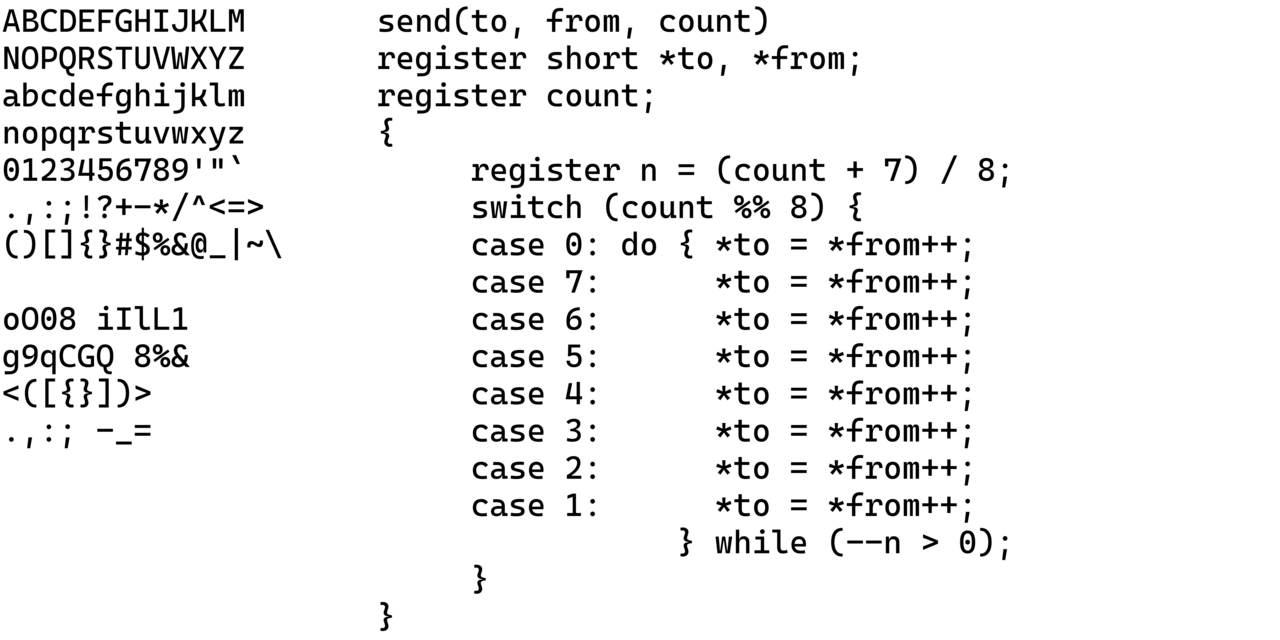 ABCDEFGHIJKLM       send(to, from, count)
NOPQRSTUVWXYZ       register short *to, *from;
abcdefghijklm       register count;
nopqrstuvwxyz       {
0123456789'"`            register n = (count + 7) / 8;
.,:;!?+-*/^<=>           switch (count %% 8) {
()[]{}#$%&@_|~\          case 0: do { *to = *from++;
                         case 7:      *to = *from++;
oO08 iIlL1               case 6:      *to = *from++;
g9qCGQ 8%&               case 5:      *to = *from++;
<([{}])>                 case 4:      *to = *from++;
.,:; -_=                 case 3:      *to = *from++;
                         case 2:      *to = *from++;
                         case 1:      *to = *from++;
                                    } while (--n > 0);
                         }
                    }